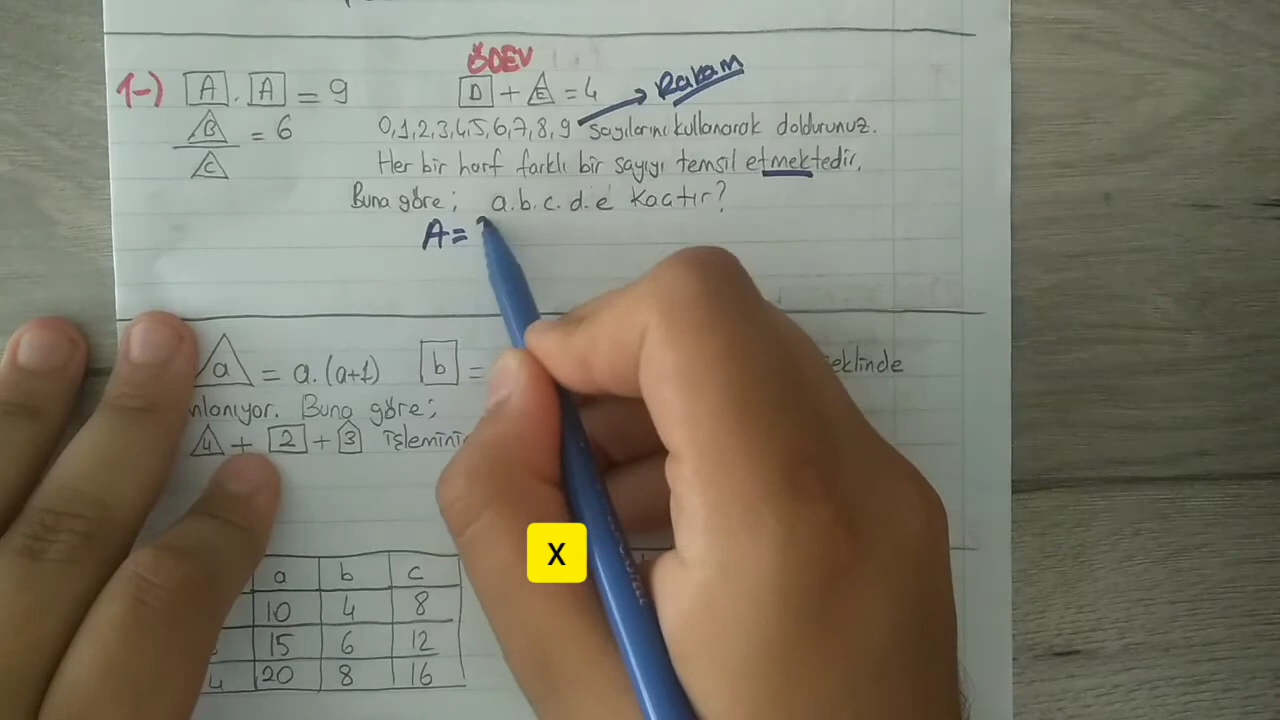 ÖDEV
1-) A . A = 9 D + E = 4 Rakam
B / C = 6
0,1,2,3,4,5,6,7,8,9 sayılarını kullanarak doldurunuz.
Her bir harf farklı bir sayıyı temsil etmektedir.
Buna göre; a.b.c.d.e kaçtır?
A=
a = a.(a+1) b = eklinde
nlanıyor. Buna göre;
4 + 2 + 3 işlemini
a b c
10 4 8
15 6 12
4 20 8 16
X